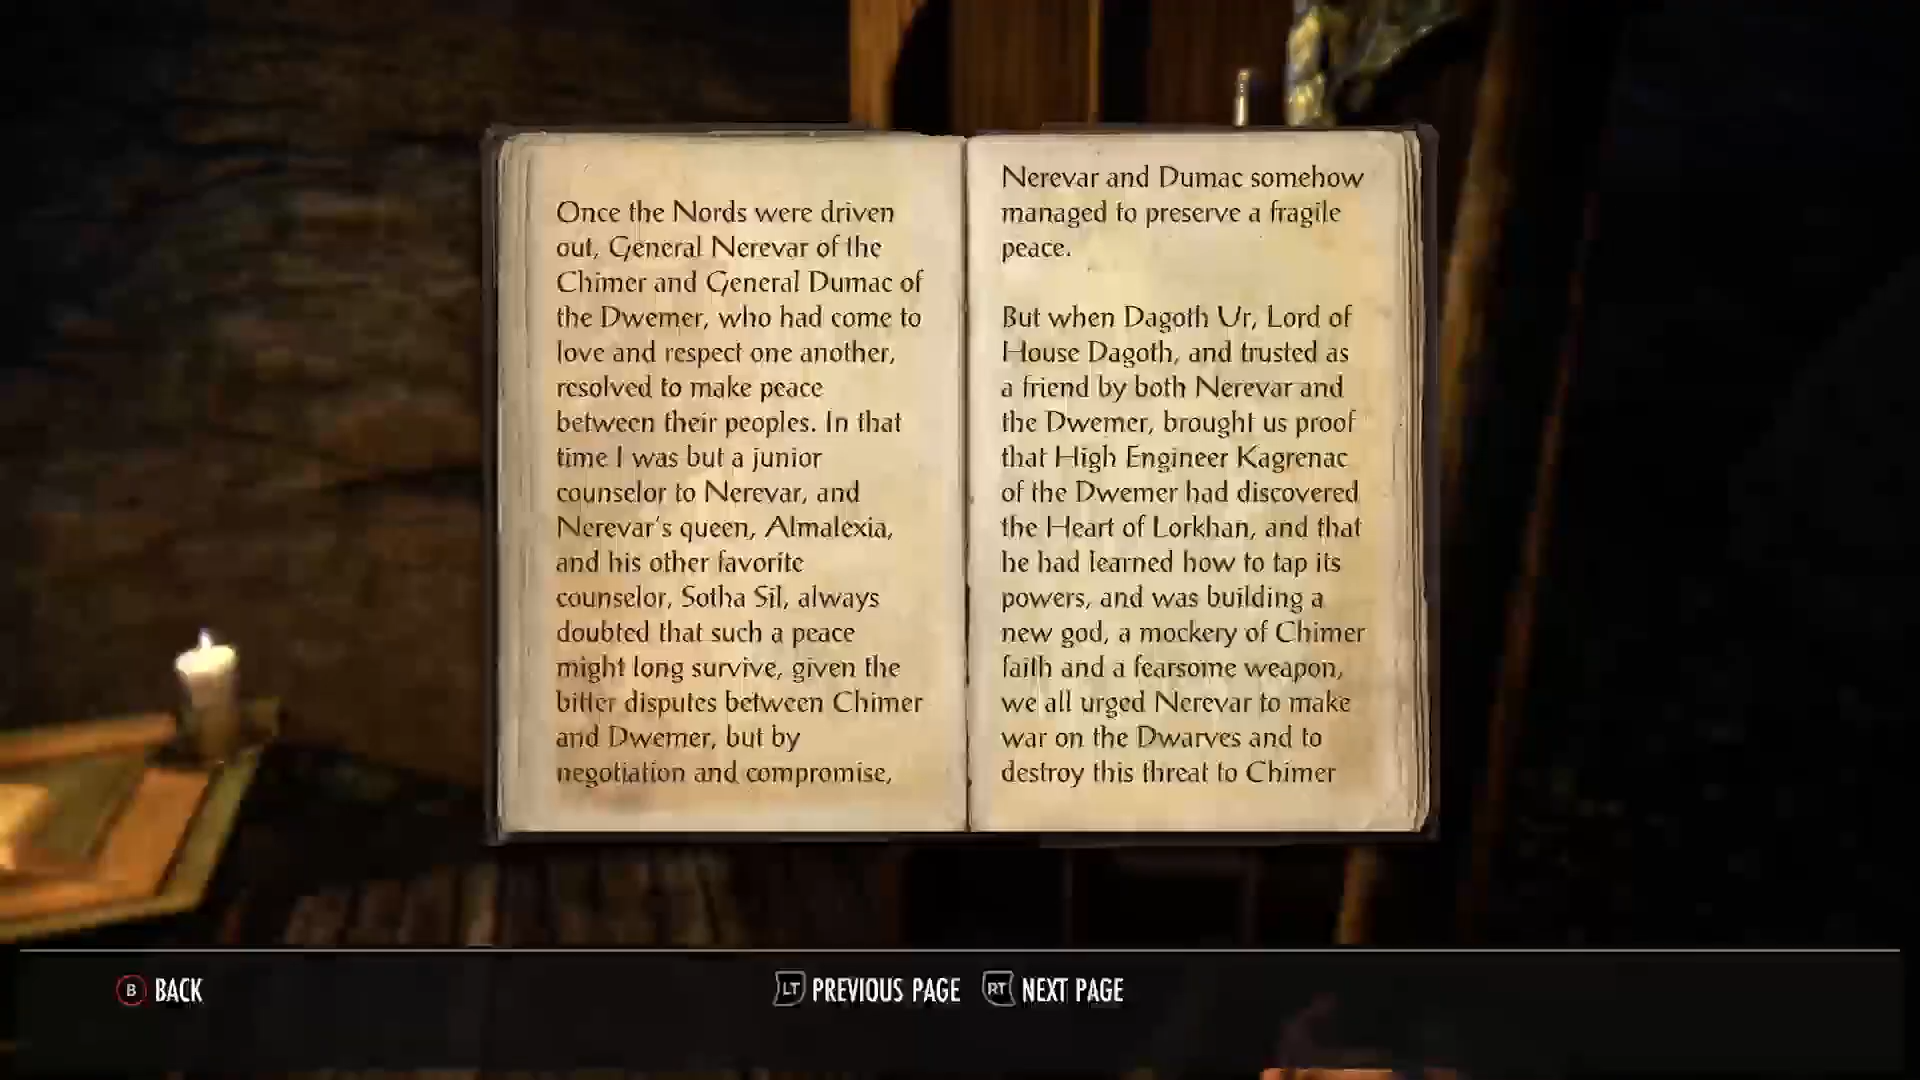 Once the Nords were driven
out, General Nerevar of the
Chimer and General Dumac of
the Dwemer, who had come to
love and respect one another,
resolved to make peace
between their peoples. In that
time I was but a junior
counselor to Nerevar, and
Nerevar's queen, Almalexia,
and his other favorite
counselor, Sotha Sil, always
doubted that such a peace
might long survive, given the
bitter disputes between Chimer
and Dwemer, but by
negotiation and compromise,
Nerevar and Dumac somehow
managed to preserve a fragile
peace.
But when Dagoth Ur, Lord of
House Dagoth, and trusted as
a friend by both Nerevar and
the Dwemer, brought us proof
that High Engineer Kagrenac
of the Dwemer had discovered
the Heart of Lorkhan, and that
he had learned how to tap its
powers, and was building a
new god, a mockery of Chimer
faith and a fearsome weapon,
we all urged Nerevar to make
war on the Dwarves and to
destroy this threat to Chimer
B BACK
LT PREVIOUS PAGE RT NEXT PAGE